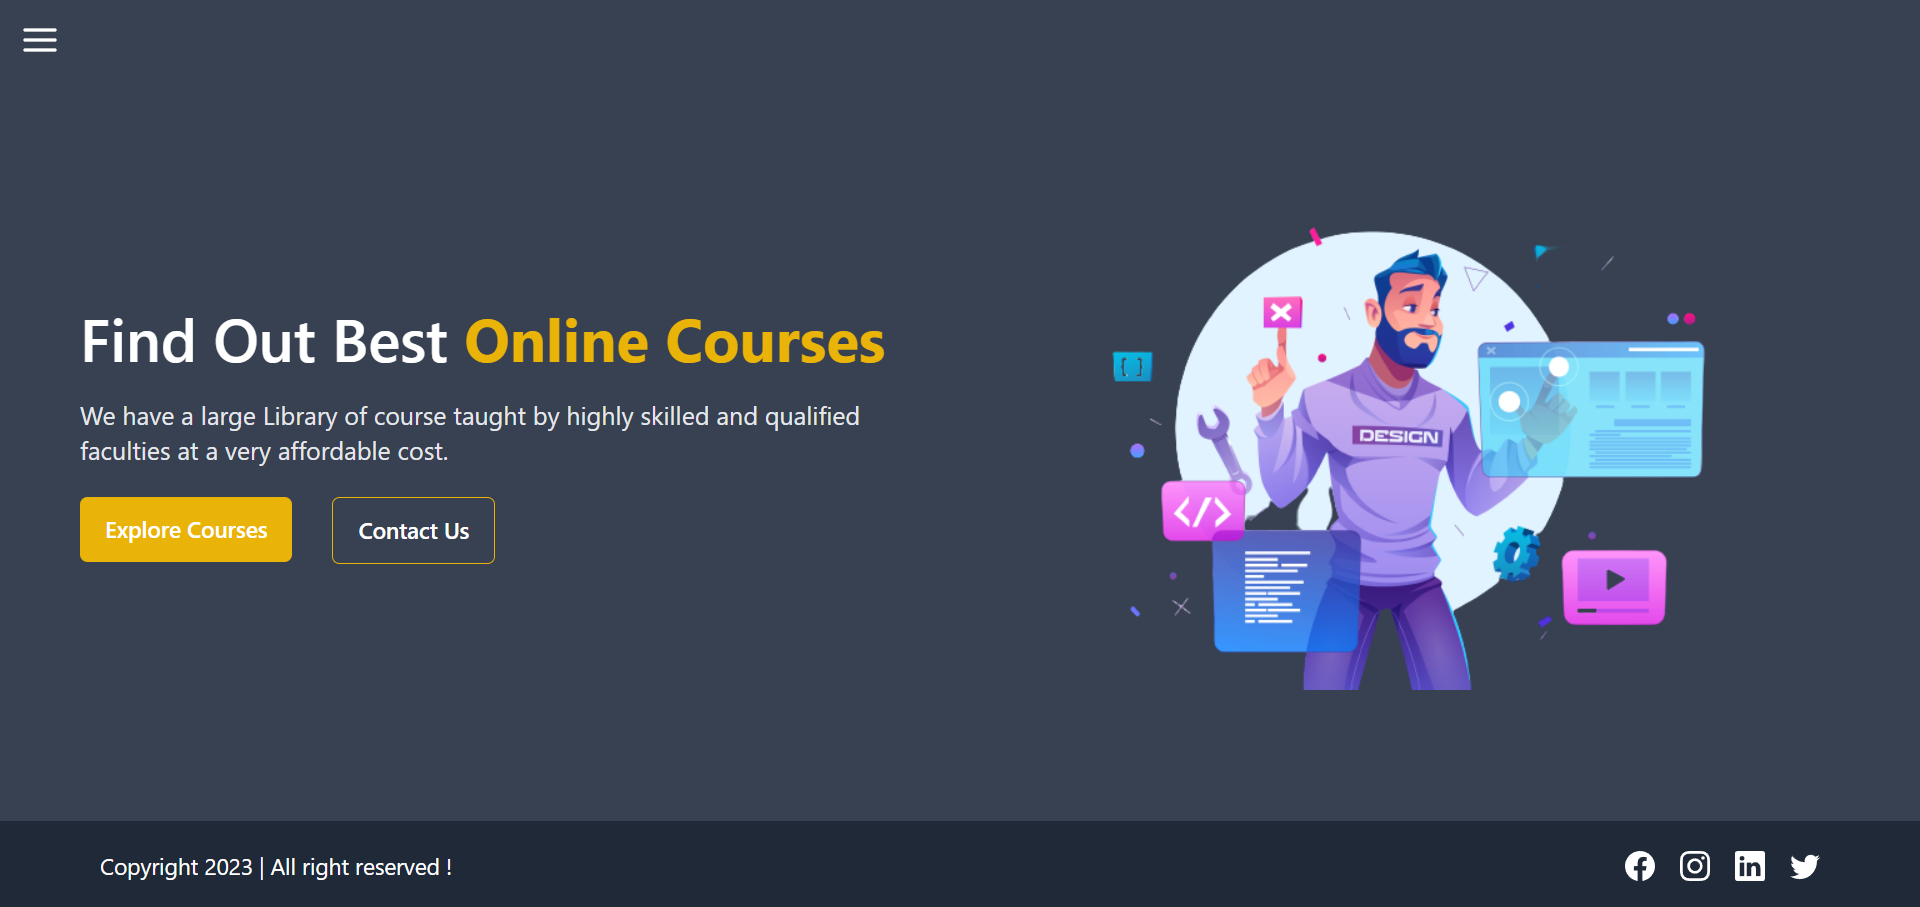 Find Out Best Online Courses
We have a large Library of course taught by highly skilled and qualified
faculties at a very affordable cost.
Explore Courses
Contact Us
DESIGN
[ ]
</>
Copyright 2023 | All right reserved !